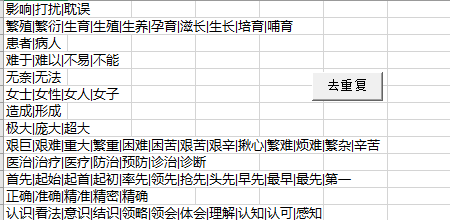 影响|打扰|耽误
繁殖|繁衍|生育|生殖|生养|孕育|滋长|生长|培育|哺育
患者|病人
难于|难以|不易|不能
无奈|无法
去重复
女士|女性|女人|女子
造成|形成
极大|庞大|超大
艰巨|艰难|重大|繁重|困难|困苦|艰苦|艰辛|揪心|繁难|烦难|繁杂|辛苦
医治|治疗|医疗|防治|预防|诊治|诊断
首先|起始|起首|起初|率先|领先|抢先|头先|早先|最早|最先|第一
正确|准确|精准|精密|精确
认识|看法|意识|结识|领略|领会|体会|理解|认知|认可|感知